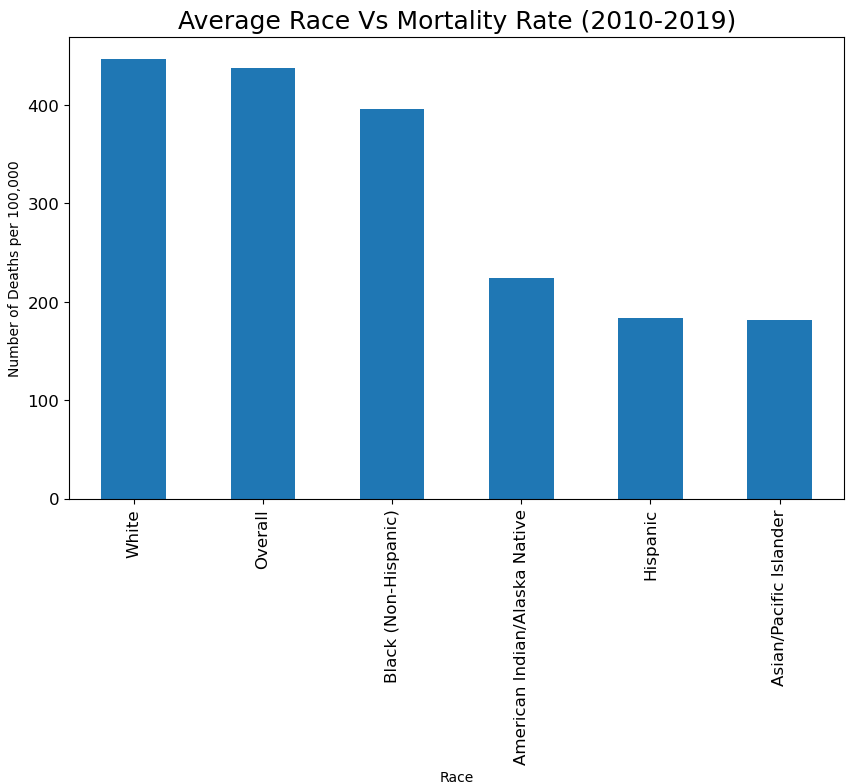 Average Race Vs Mortality Rate (2010-2019)
Number of Deaths per 100,000
400
300
200
100
0
White
Overall
Black (Non-Hispanic)
American Indian/Alaska Native
Hispanic
Asian/Pacific Islander
Race